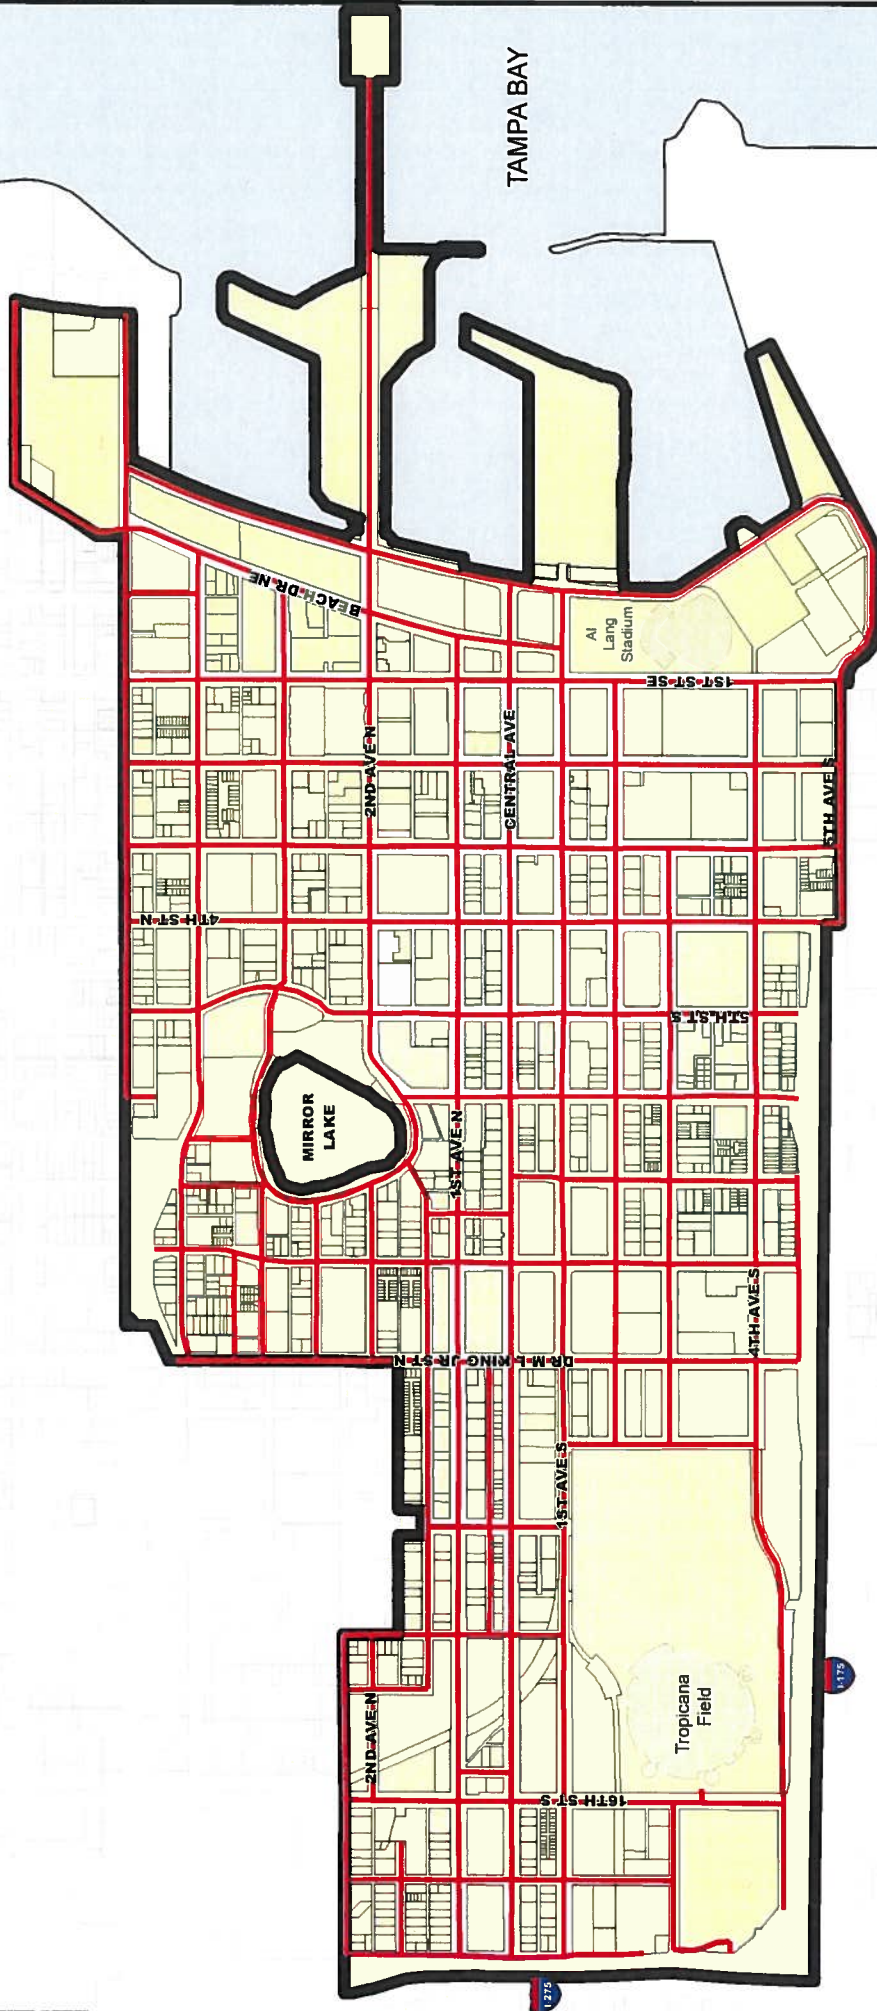 TAMPA BAY
BEACH DR NE
Al
Lang
Stadium
1ST ST SE
2ND AVE N
CENTRAL AVE
5TH AVE S
4TH ST N
5TH ST S
MIRROR
LAKE
1ST AVE N
4TH AVE S
DR M L KING JR ST N
1ST AVE S
I-175
Tropicana
Field
2ND AVE N
16TH ST S
I-275